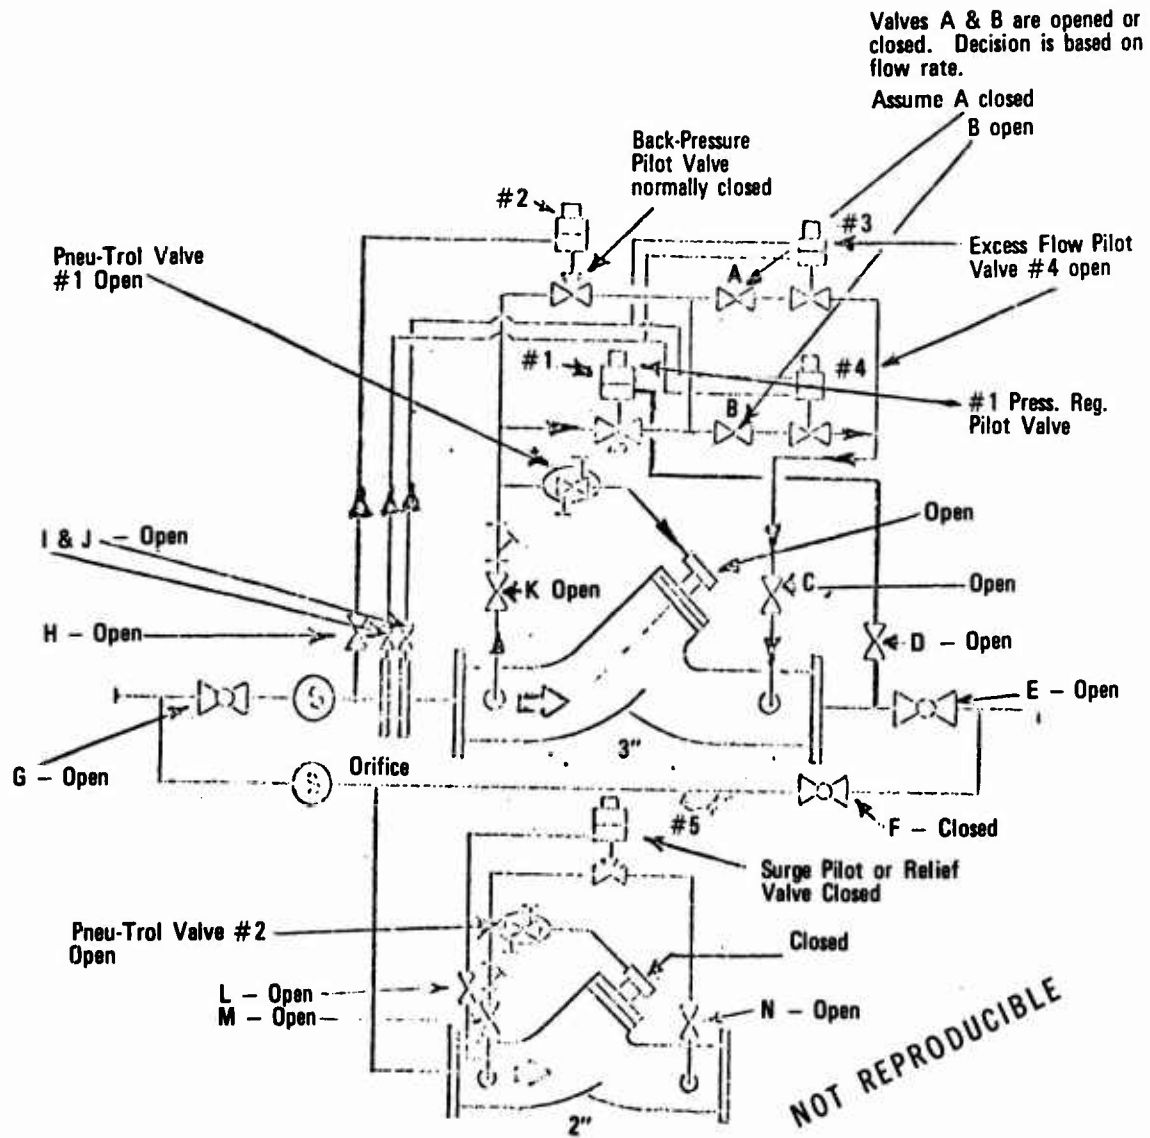 Valves A & B are opened or
closed. Decision is based on
flow rate.
Assume A closed
B open
Back-Pressure
Pilot Valve
normally closed
#2
#3
Pneu-Trol Valve
#1 Open
A
Excess Flow Pilot
Valve #4 open
#1
#4
B
#1 Press. Reg.
Pilot Valve
Open
I & J - Open
K Open
C
Open
H - Open
D - Open
E - Open
3"
G - Open
Orifice
#5
F - Closed
Surge Pilot or Relief
Valve Closed
Pneu-Trol Valve #2
Open
Closed
L - Open
M - Open
N - Open
NOT REPRODUCIBLE
2"